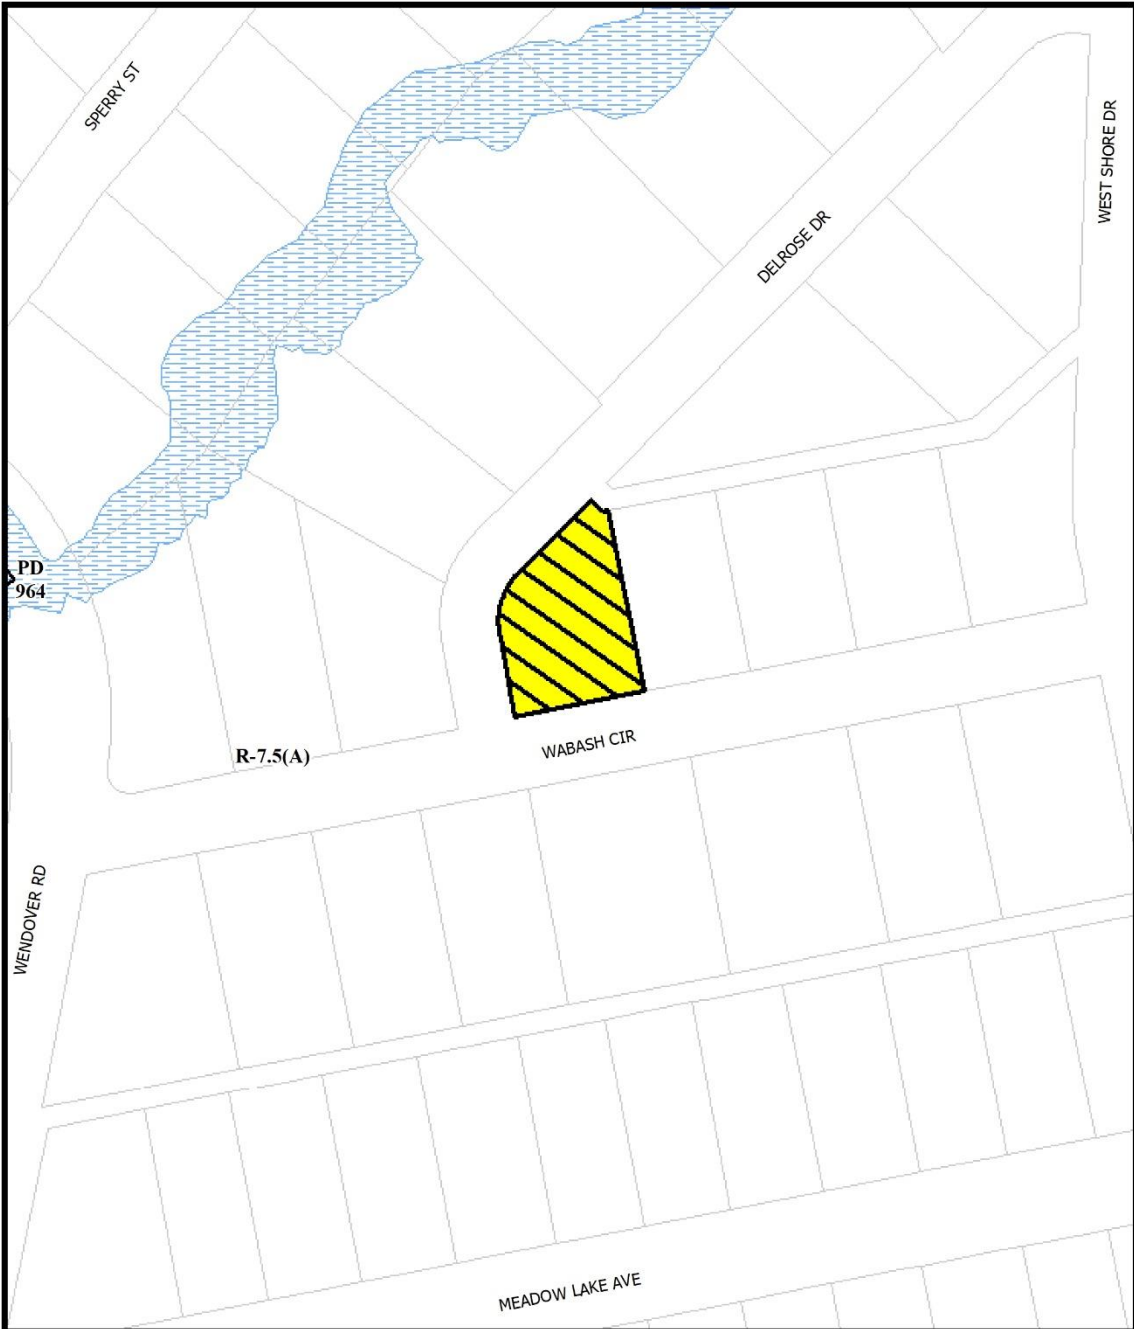 SPERRY ST
WEST SHORE DR
DELROSE DR
PD
964
WABASH CIR
R-7.5(A)
WENDOVER RD
MEADOW LAKE AVE